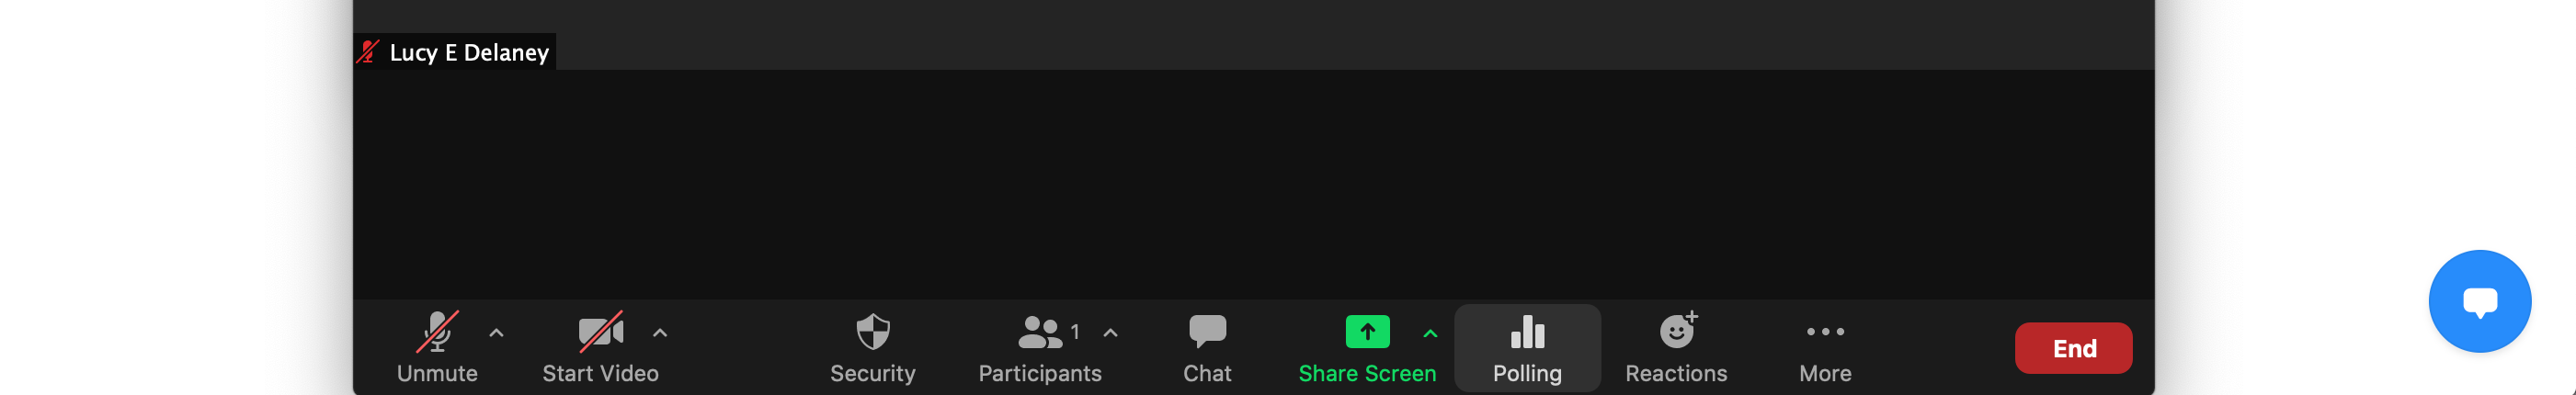 Lucy E Delaney
1
Unmute Start Video Security Participants Chat Share Screen Polling Reactions More End